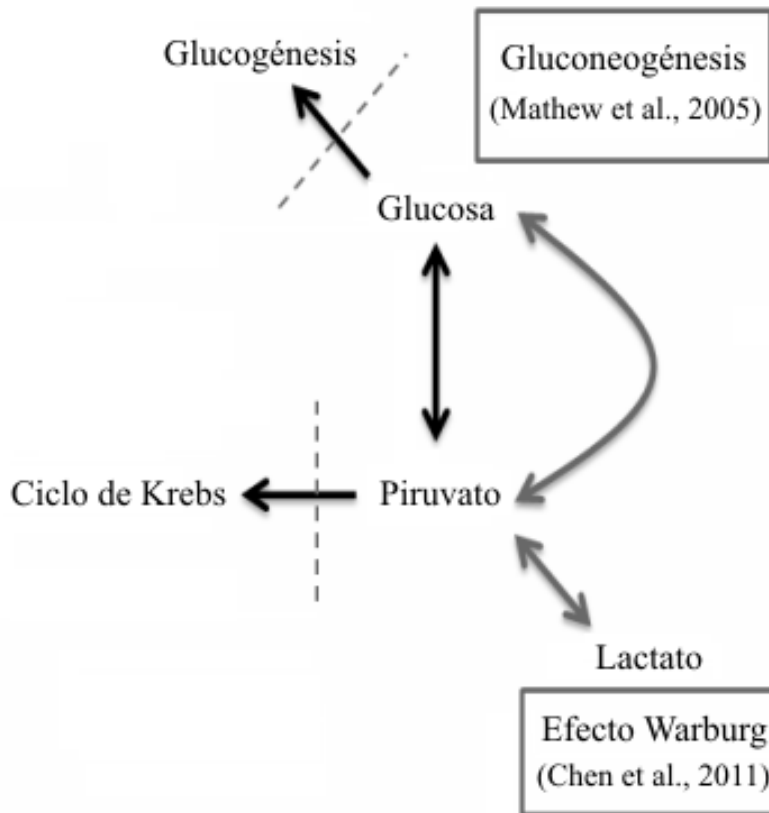 Glucogénesis
Gluconeogénesis
(Mathew et al., 2005)
Glucosa
Ciclo de Krebs
Piruvato
Lactato
Efecto Warburg
(Chen et al., 2011)